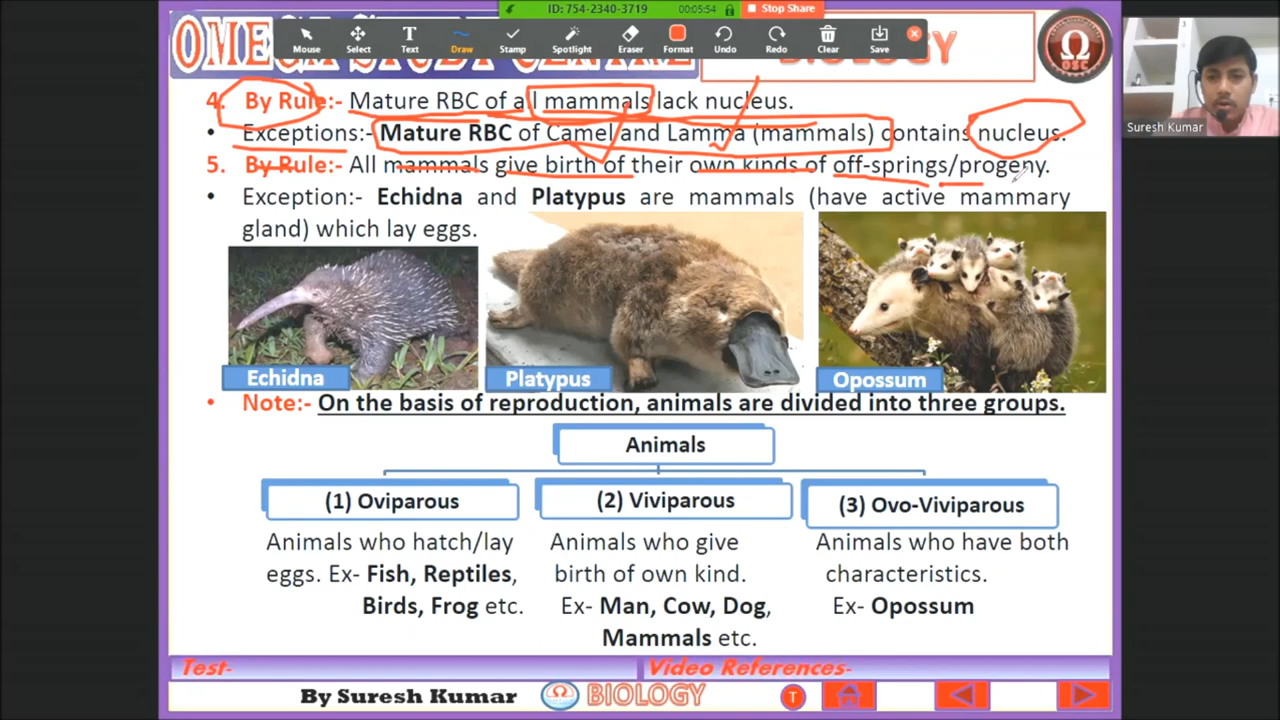 ID: 754-2340-3719 00:05:54 Stop Share
Mouse Select Text Draw Stamp Spotlight Eraser Format Undo Redo Clear Save
STUDY CENTRE BIOLOGY
OSC
Suresh Kumar
4. By Rule:- Mature RBC of all mammals lack nucleus.
• Exceptions:- Mature RBC of Camel and Lamma (mammals) contains nucleus.
5. By Rule:- All mammals give birth of their own kinds of off-springs/progeny.
• Exception:- Echidna and Platypus are mammals (have active mammary
gland) which lay eggs.
Echidna Platypus Opossum
• Note:- On the basis of reproduction, animals are divided into three groups.
Animals
(1) Oviparous (2) Viviparous (3) Ovo-Viviparous
Animals who hatch/lay Animals who give Animals who have both
eggs. Ex- Fish, Reptiles, birth of own kind. characteristics.
Birds, Frog etc. Ex- Man, Cow, Dog, Ex- Opossum
Mammals etc.
Test- Video References-
By Suresh Kumar BIOLOGY T